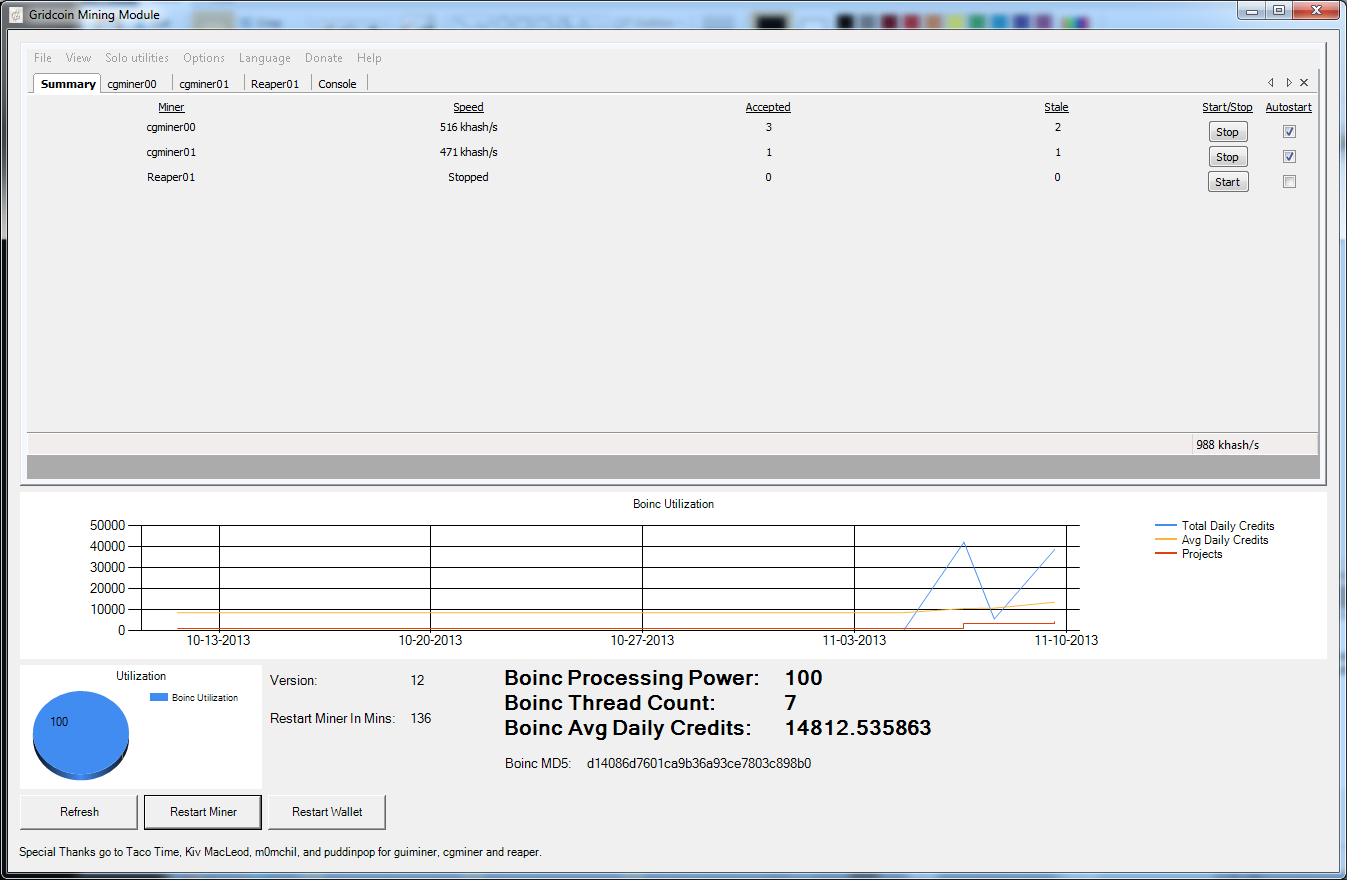 Gridcoin Mining Module
File View Solo utilities Options Language Donate Help
Summary cgminer00 cgminer01 Reaper01 Console
Miner Speed Accepted Stale Start/Stop Autostart
cgminer00 516 khash/s 3 2 Stop
cgminer01 471 khash/s 1 1 Stop
Reaper01 Stopped 0 0 Start
988 khash/s
Boinc Utilization
50000
40000
30000
20000
10000
0
10-13-2013 10-20-2013 10-27-2013 11-03-2013 11-10-2013
Total Daily Credits
Avg Daily Credits
Projects
Utilization
Boinc Utilization
100
Version: 12
Restart Miner In Mins: 136
Boinc Processing Power: 100
Boinc Thread Count: 7
Boinc Avg Daily Credits: 14812.535863
Boinc MD5: d14086d7601ca9b36a93ce7803c898b0
Refresh Restart Miner Restart Wallet
Special Thanks go to Taco Time, Kiv MacLeod, m0mchil, and puddinpop for guiminer, cgminer and reaper.